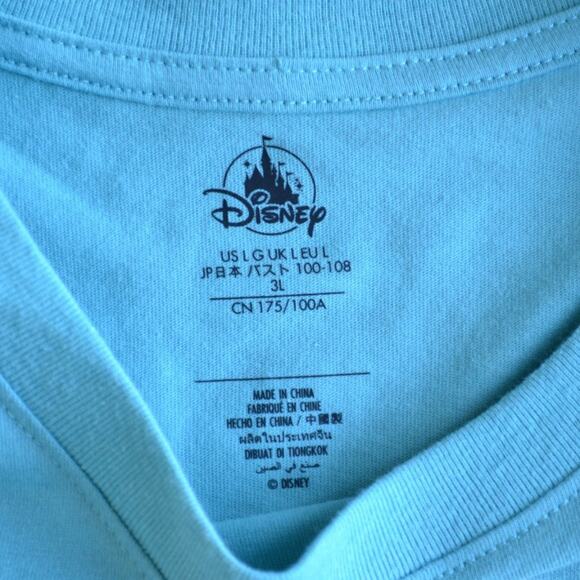 Disney
US L G UK L EU L
JP日本 バスト 100-108
3L
CN 175/100A
MADE IN CHINA
FABRIQUÉ EN CHINE
HECHO EN CHINA / 中國製
ผลิตในประเทศจีน
DIBUAT DI TIONGKOK
صنع في الصين
© DISNEY